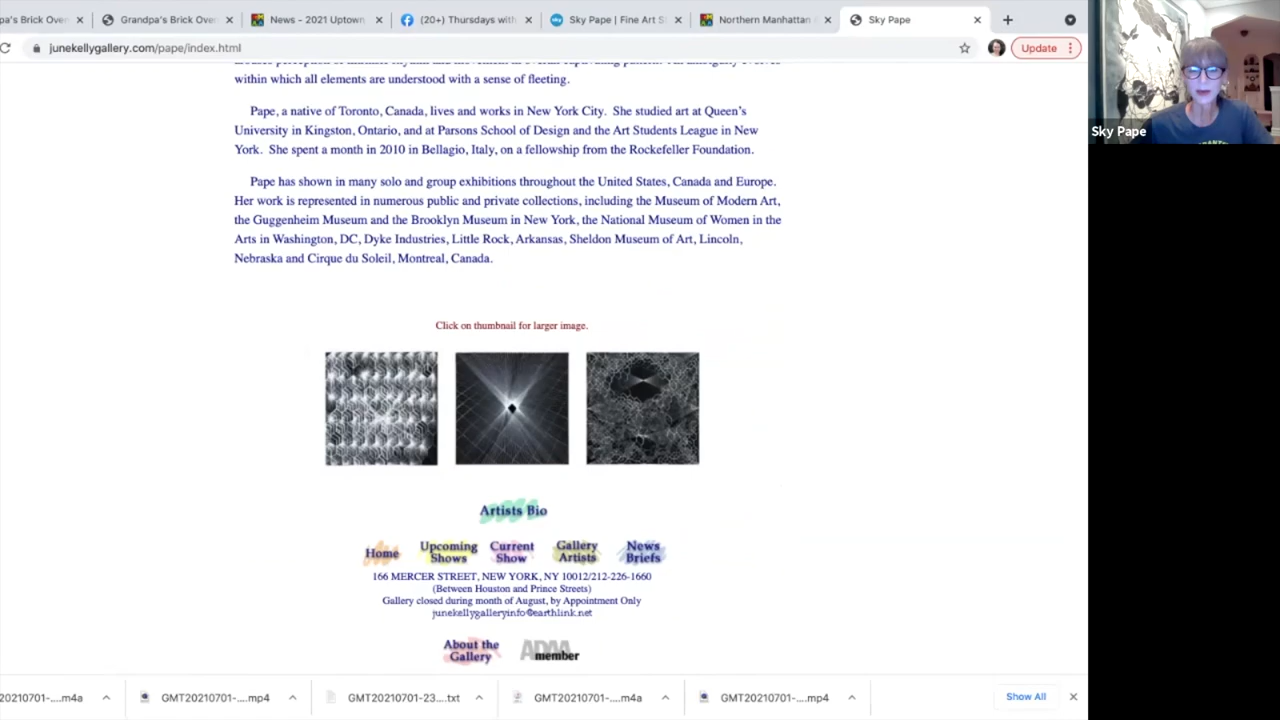 pa's Brick Over
Grandpa's Brick Over
News - 2021 Uptown
(20+) Thursdays with
Sky Pape | Fine Art S
Northern Manhattan
Sky Pape
junekellygallery.com/pape/index.html
Update
within which all elements are understood with a sense of fleeting.
Pape, a native of Toronto, Canada, lives and works in New York City. She studied art at Queen's
University in Kingston, Ontario, and at Parsons School of Design and the Art Students League in New
York. She spent a month in 2010 in Bellagio, Italy, on a fellowship from the Rockefeller Foundation.
Pape has shown in many solo and group exhibitions throughout the United States, Canada and Europe.
Her work is represented in numerous public and private collections, including the Museum of Modern Art,
the Guggenheim Museum and the Brooklyn Museum in New York, the National Museum of Women in the
Arts in Washington, DC, Dyke Industries, Little Rock, Arkansas, Sheldon Museum of Art, Lincoln,
Nebraska and Cirque du Soleil, Montreal, Canada.
Click on thumbnail for larger image.
Artists Bio
Home
Upcoming
Shows
Current
Show
Gallery
Artists
News
Briefs
166 MERCER STREET, NEW YORK, NY 10012/212-226-1660
(Between Houston and Prince Streets)
Gallery closed during month of August, by Appointment Only
junekellygalleryinfo@earthlink.net
About the
Gallery
ADAA
member
20210701-....m4a
GMT20210701-....mp4
GMT20210701-23....txt
GMT20210701-....m4a
GMT20210701-....mp4
Show All
Sky Pape